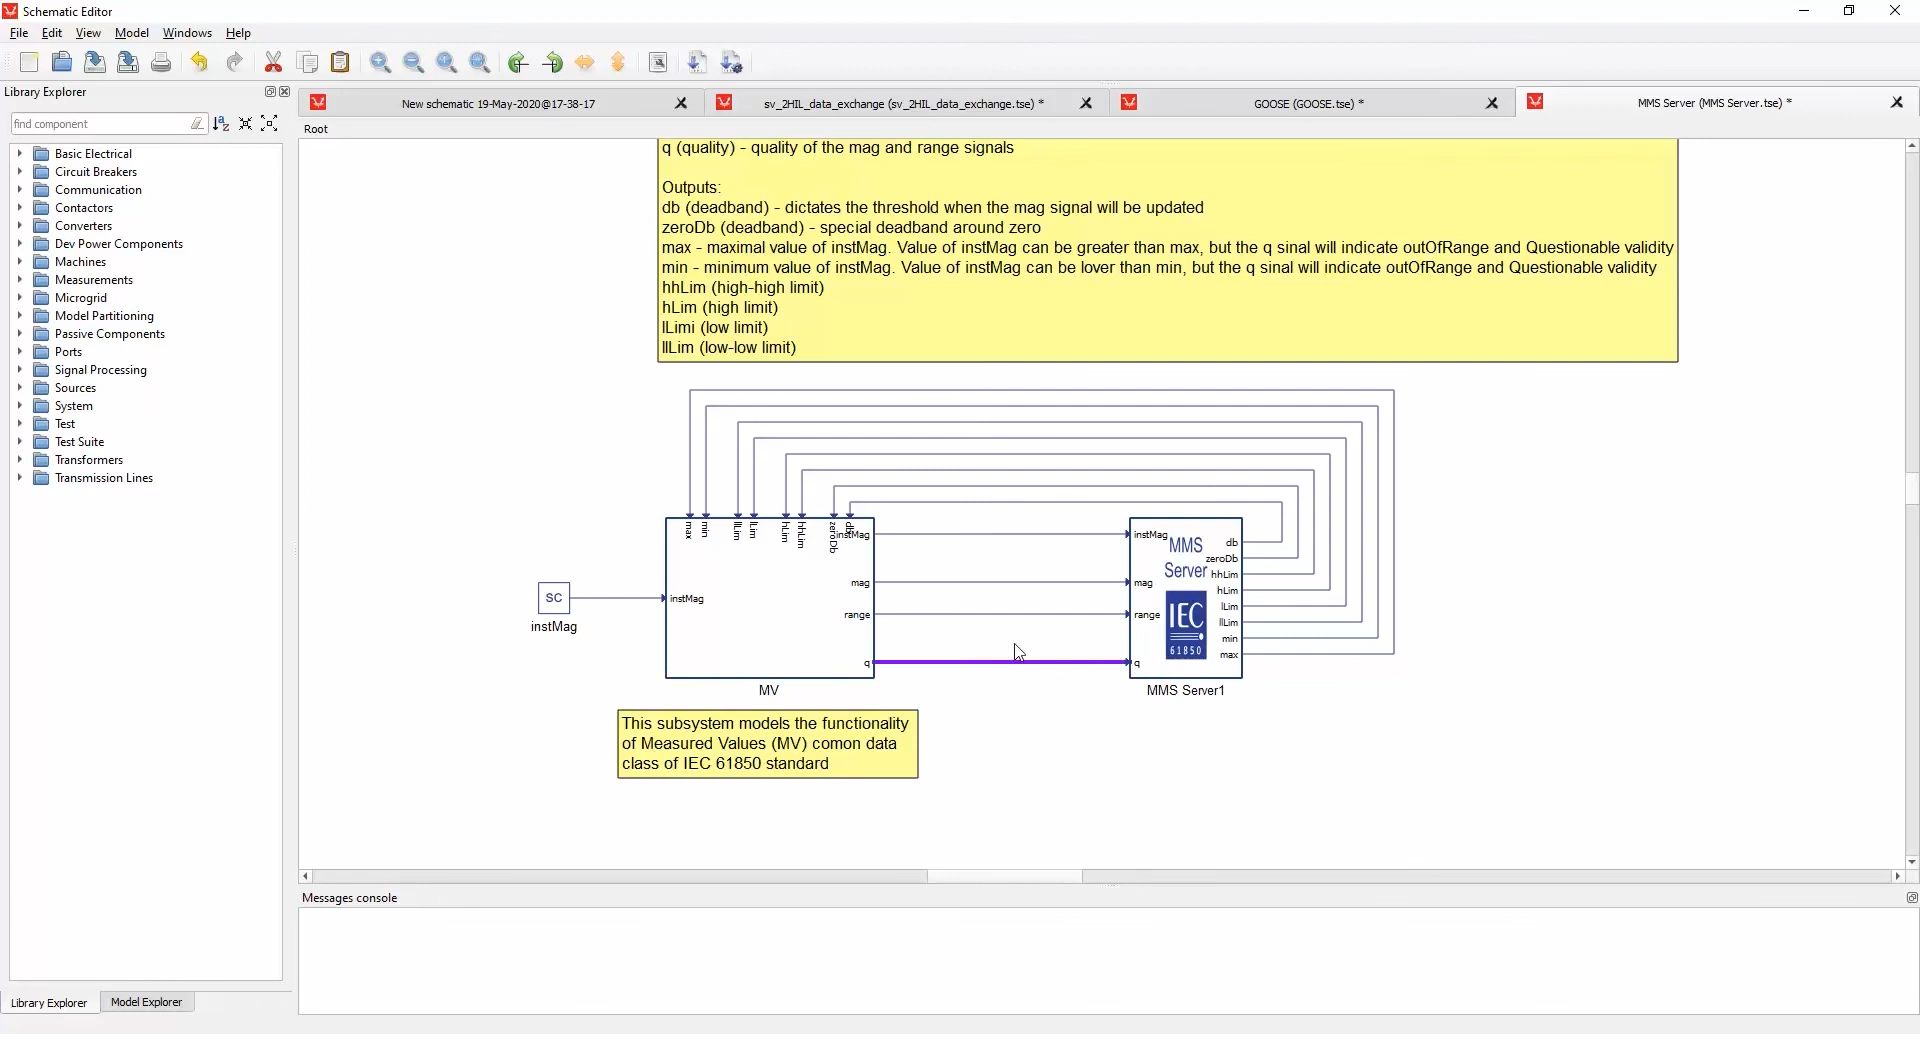 Schematic Editor
File Edit View Model Windows Help
Library Explorer
find component
New schematic 19-May-2020@17-38-17
sv_2HIL_data_exchange (sv_2HIL_data_exchange.tse) *
GOOSE (GOOSE.tse) *
MMS Server (MMS Server.tse) *
Root
Basic Electrical
Circuit Breakers
Communication
Contactors
Converters
Dev Power Components
Machines
Measurements
Microgrid
Model Partitioning
Passive Components
Ports
Signal Processing
Sources
System
Test
Test Suite
Transformers
Transmission Lines
q (quality) - quality of the mag and range signals
Outputs:
db (deadband) - dictates the threshold when the mag signal will be updated
zeroDb (deadband) - special deadband around zero
max - maximal value of instMag. Value of instMag can be greater than max, but the q sinal will indicate outOfRange and Questionable validity
min - minimum value of instMag. Value of instMag can be lover than min, but the q sinal will indicate outOfRange and Questionable validity
hhLim (high-high limit)
hLim (high limit)
lLimi (low limit)
llLim (low-low limit)
SC
instMag
max
min
llLim
lLim
hLim
hhLim
zeroDb
db
instMag
instMag
mag
range
q
MV
instMag
mag
range
q
MMS
Server
IEC
61850
db
zeroDb
hhLim
hLim
lLim
llLim
min
max
MMS Server1
This subsystem models the functionality
of Measured Values (MV) comon data
class of IEC 61850 standard
Messages console
Library Explorer
Model Explorer